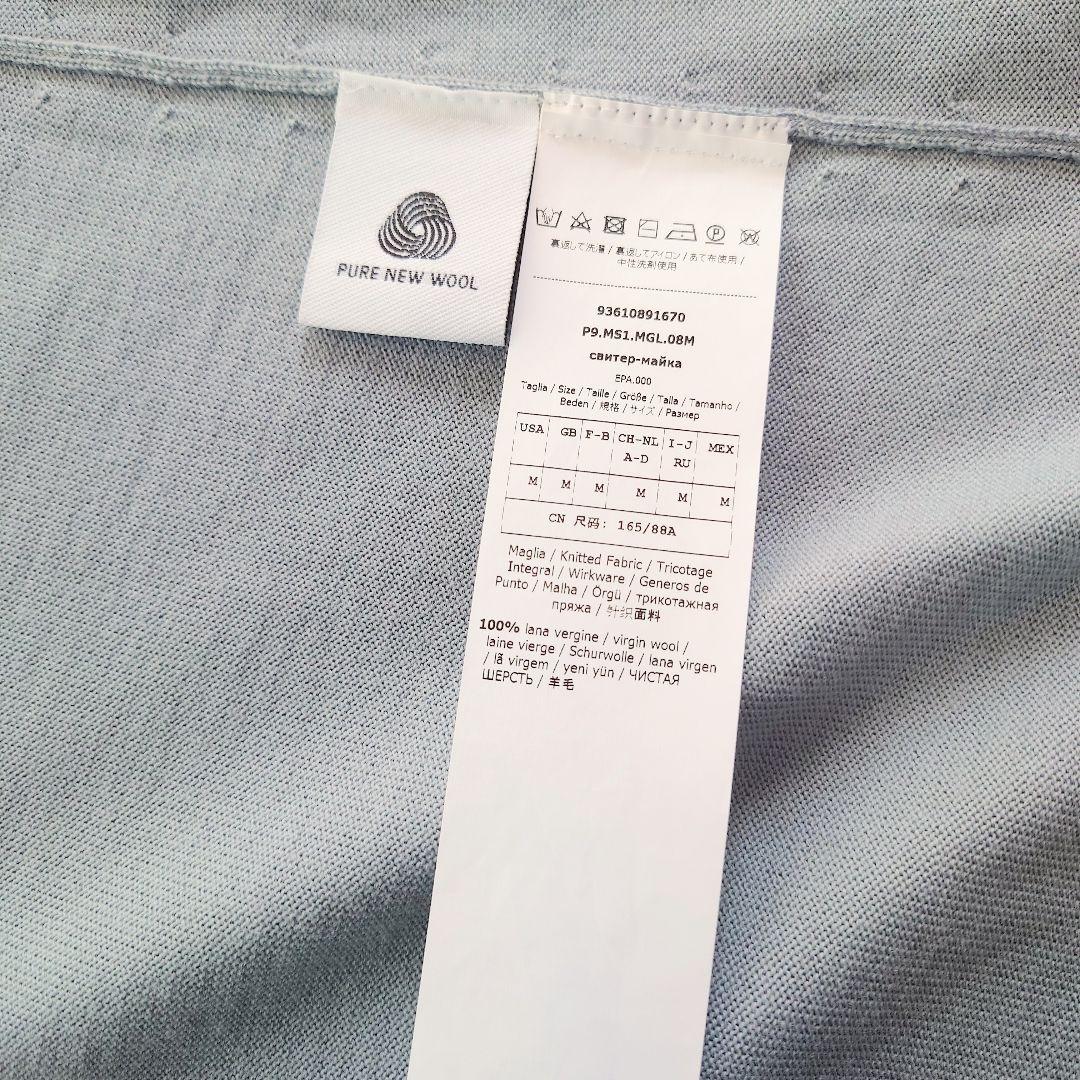 PURE NEW WOOL
裏返して洗濯 / 裏返してアイロン / あて布使用 /
中性洗剤使用
93610891670
P9.MS1.MGL.08M
свитер-майка
EPA.000
Taglia / Size / Taille / Größe / Talla / Tamanho /
Beden / 規格 / サイズ / Размер
USA GB F-B CH-NL I-J MEX
A-D RU
M M M M M M
CN 尺码: 165/88A
Maglia / Knitted Fabric / Tricotage
Integral / Wirkware / Generos de
Punto / Malha / Örgü / трикотажная
пряжа / 针织面料
100% lana vergine / virgin wool /
laine vierge / Schurwolle / lana virgen
/ lã virgem / yeni yün / ЧИСТАЯ
ШЕРСТЬ / 羊毛